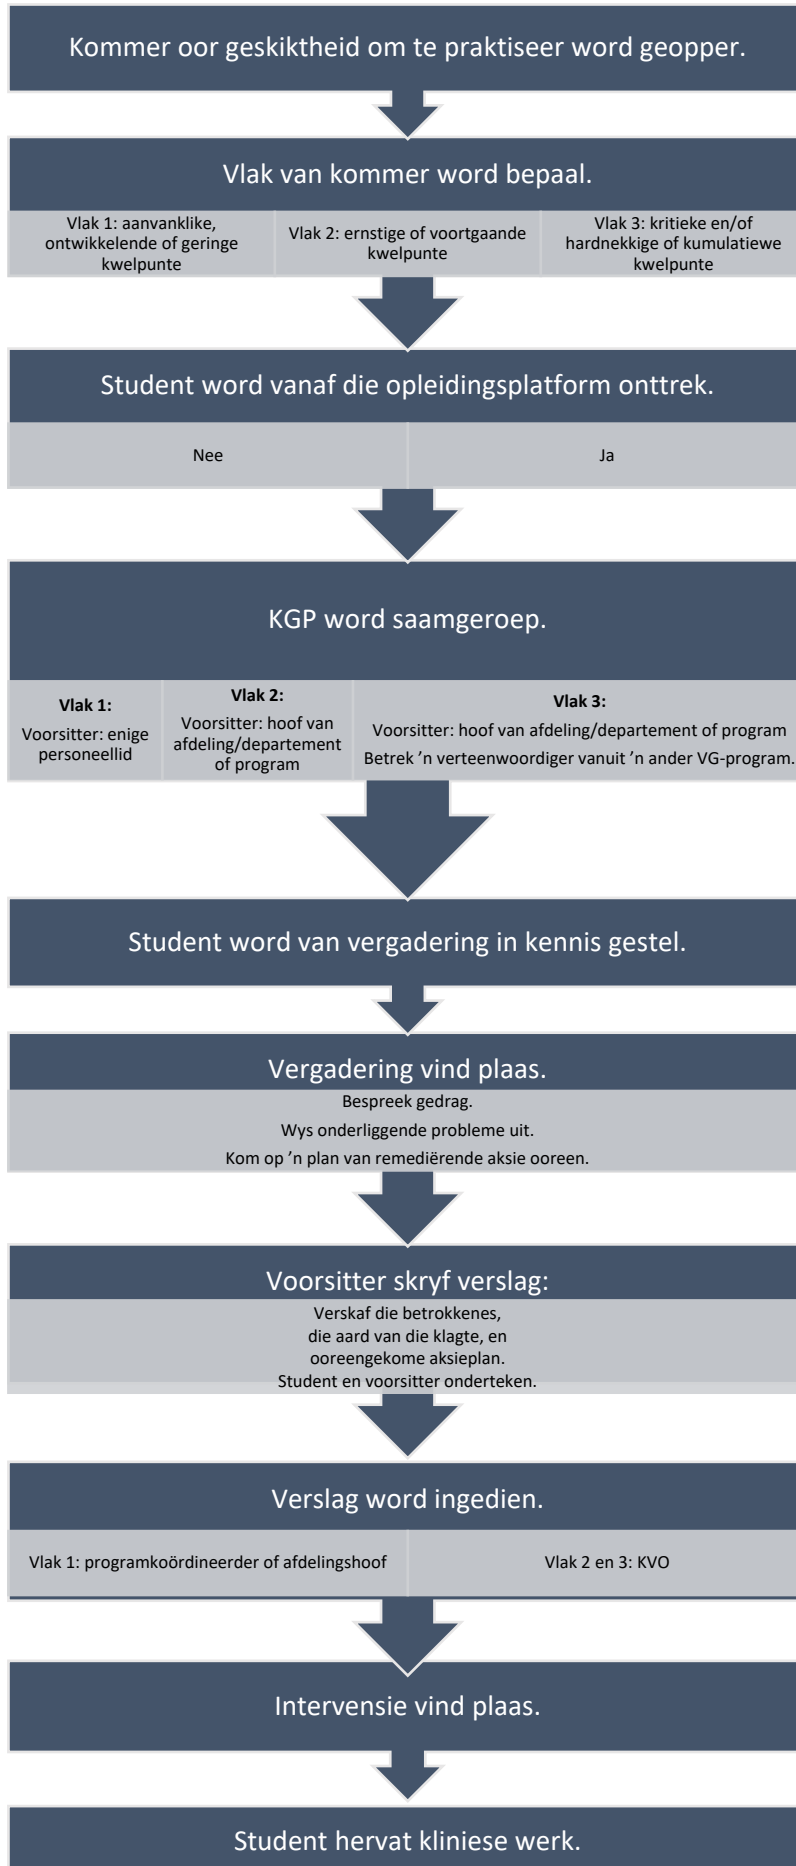 Kommer oor geskiktheid om te praktiseer word geopper.
Vlak van kommer word bepaal.
Vlak 1: aanvanklike,
ontwikkelende of geringe
kwelpunte
Vlak 2: ernstige of voortgaande
kwelpunte
Vlak 3: kritieke en/of
hardnekkige of kumulatiewe
kwelpunte
Student word vanaf die opleidingsplatform onttrek.
Nee
Ja
KGP word saamgeroep.
Vlak 1:
Voorsitter: enige
personeellid
Vlak 2:
Voorsitter: hoof van
afdeling/departement
of program
Vlak 3:
Voorsitter: hoof van afdeling/departement of program
Betrek ’n verteenwoordiger vanuit ’n ander VG-program.
Student word van vergadering in kennis gestel.
Vergadering vind plaas.
Bespreek gedrag.
Wys onderliggende probleme uit.
Kom op ’n plan van remediërende aksie ooreen.
Voorsitter skryf verslag:
Verskaf die betrokkenes,
die aard van die klagte, en
ooreengekome aksieplan.
Student en voorsitter onderteken.
Verslag word ingedien.
Vlak 1: programkoördineerder of afdelingshoof
Vlak 2 en 3: KVO
Intervensie vind plaas.
Student hervat kliniese werk.